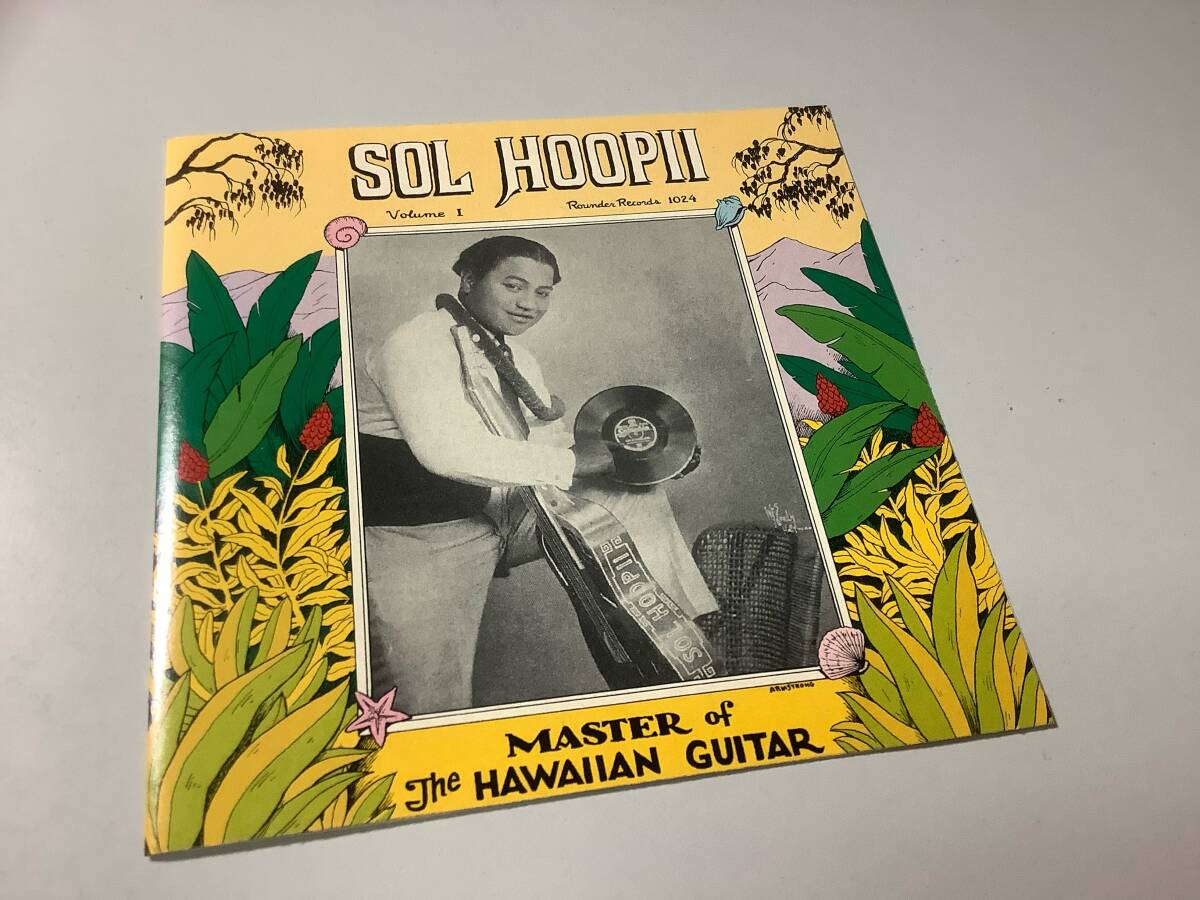 SOL HOOPII
Volume 1 Rounder Records 1024
SOL HOOPII
ARMSTRONG
MASTER of
The HAWAIIAN GUITAR